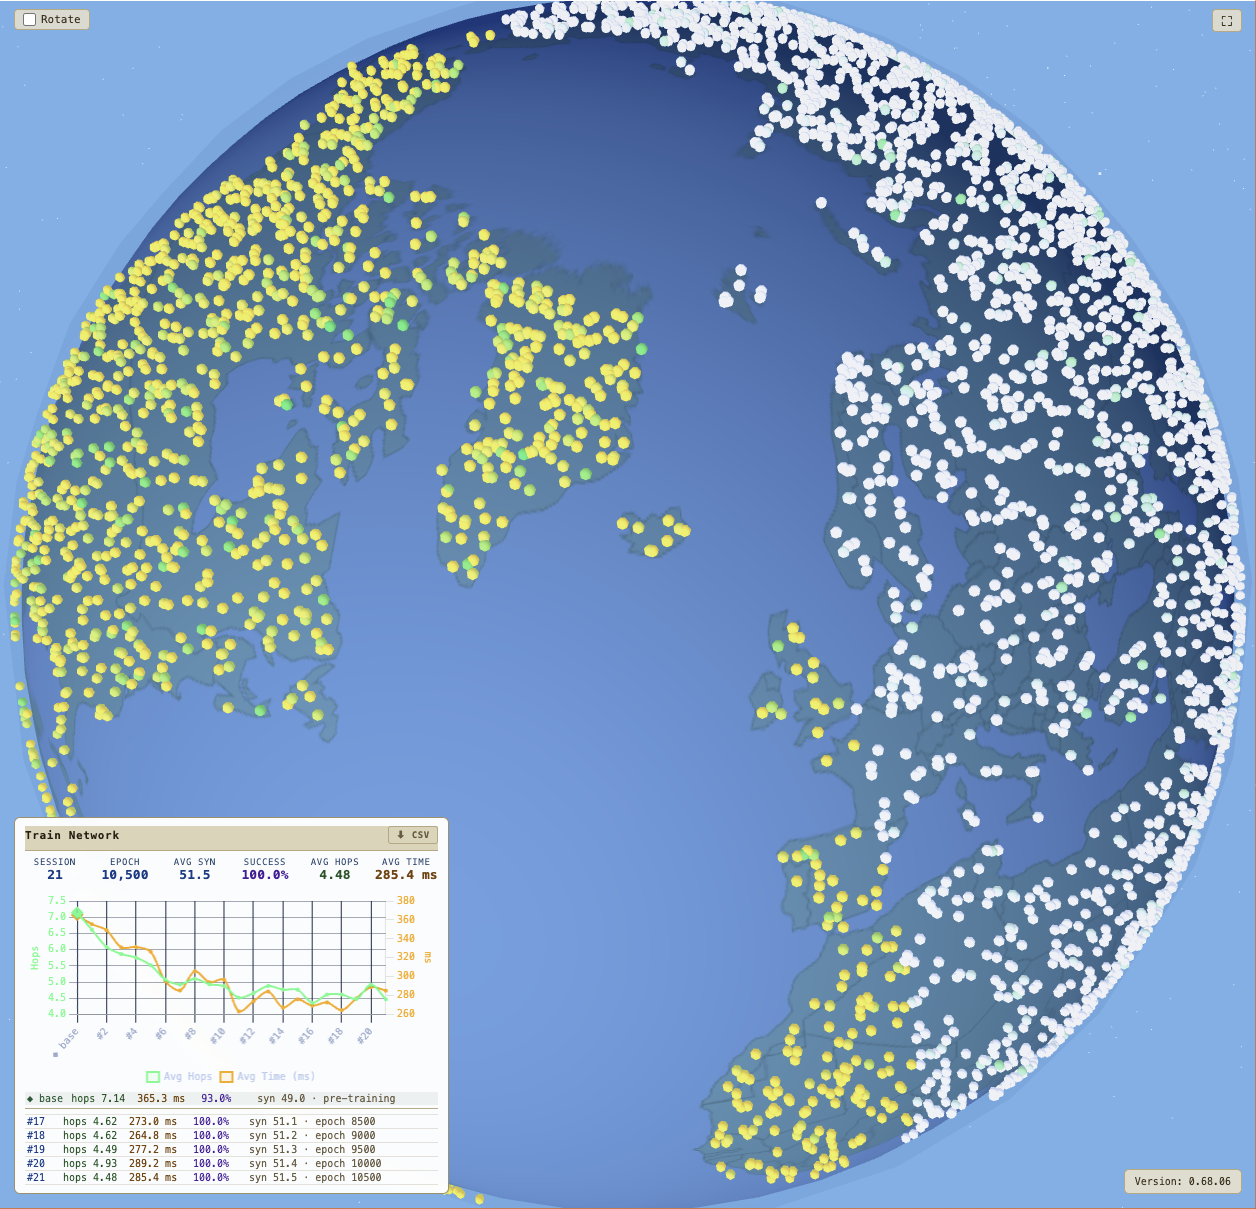 Rotate
Train Network
⬇ CSV
SESSION EPOCH AVG SYN SUCCESS AVG HOPS AVG TIME
21 10,500 51.5 100.0% 4.48 285.4 ms
7.5 380
7.0 360
6.5 340
6.0 320
5.5 300
5.0 280
4.5 260
4.0
Hops
ms
◆ base #2 #4 #6 #8 #10 #12 #14 #16 #18 #20
Avg Hops Avg Time (ms)
◆ base hops 7.14 365.3 ms 93.0% syn 49.0 · pre-training
#17 hops 4.62 273.0 ms 100.0% syn 51.1 · epoch 8500
#18 hops 4.62 264.8 ms 100.0% syn 51.2 · epoch 9000
#19 hops 4.49 277.2 ms 100.0% syn 51.3 · epoch 9500
#20 hops 4.93 289.2 ms 100.0% syn 51.4 · epoch 10000
#21 hops 4.48 285.4 ms 100.0% syn 51.5 · epoch 10500
Version: 0.68.06